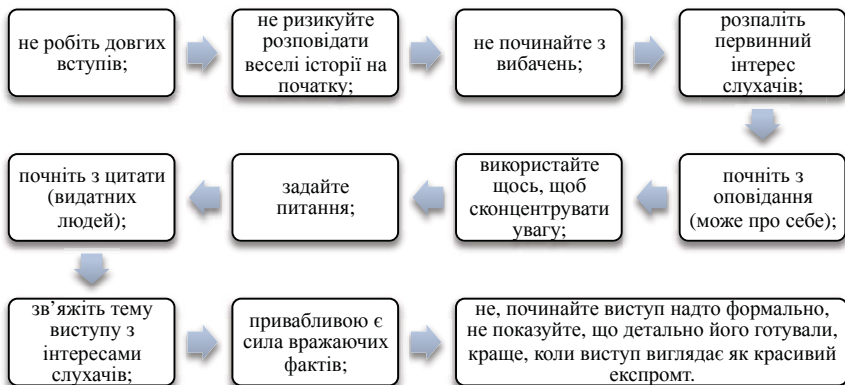 не робіть довгих
вступів;
не ризикуйте
розповідати
веселі історії на
початку;
не починайте з
вибачень;
розпаліть
первинний
інтерес
слухачів;
почніть з
оповідання
(може про себе);
використайте
щось, щоб
сконцентрувати
увагу;
задайте
питання;
почніть з цитати
(видатних
людей);
зв’яжіть тему
виступу з
інтересами
слухачів;
привабливою є
сила вражаючих
фактів;
не, починайте виступ надто формально,
не показуйте, що детально його готували,
краще, коли виступ виглядає як красивий
експромт.